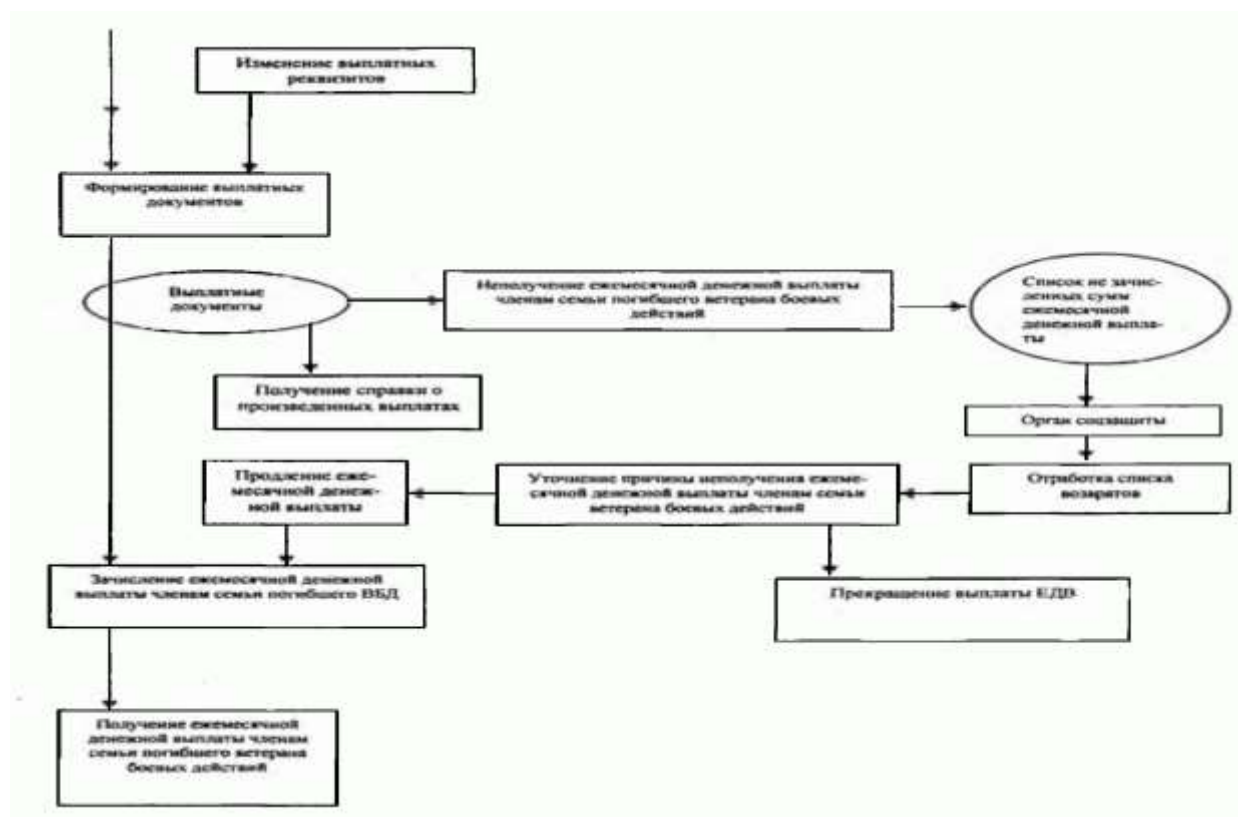 Изменение выплатных
реквизитов
Формирование выплатных
документов
Выплатные
документы
Неполучение ежемесячной денежной выплаты
членам семьи погибшего ветерана боевых
действий
Список не зачис-
ленных сумм
ежемесячной
денежной выпла-
ты
Получение справки о
произведенных выплатах
Орган соцзащиты
Продление еже-
месячной денеж-
ной выплаты
Уточнение причины неполучения ежеме-
сячной денежной выплаты членам семьи
ветерана боевых действий
Отработка списка
возвратов
Зачисление ежемесячной денежной
выплаты членам семьи погибшего ВБД
Прекращение выплаты ЕДВ
Получение ежемесячной
денежной выплаты членам
семьи погибшего ветерана
боевых действий